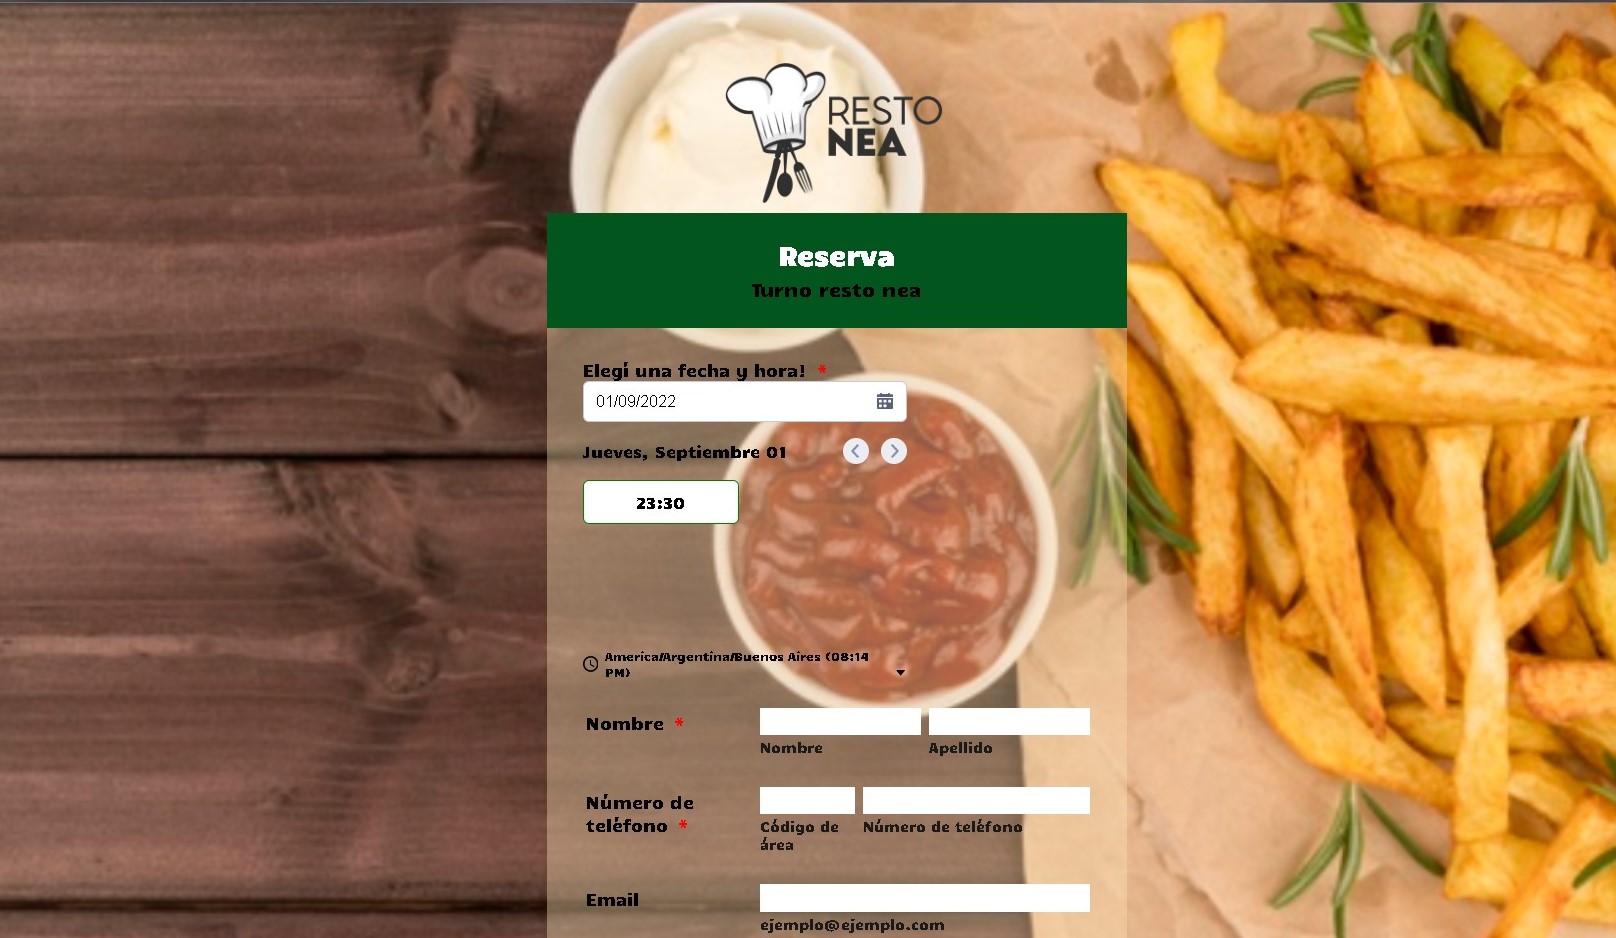 RESTO
NEA
Reserva
Turno resto nea
Elegí una fecha y hora! *
01/09/2022
Jueves, Septiembre 01
23:30
America/Argentina/Buenos Aires (08:14
PM)
Nombre *
Nombre Apellido
Número de
teléfono *
Código de
área
Número de teléfono
Email
ejemplo@ejemplo.com